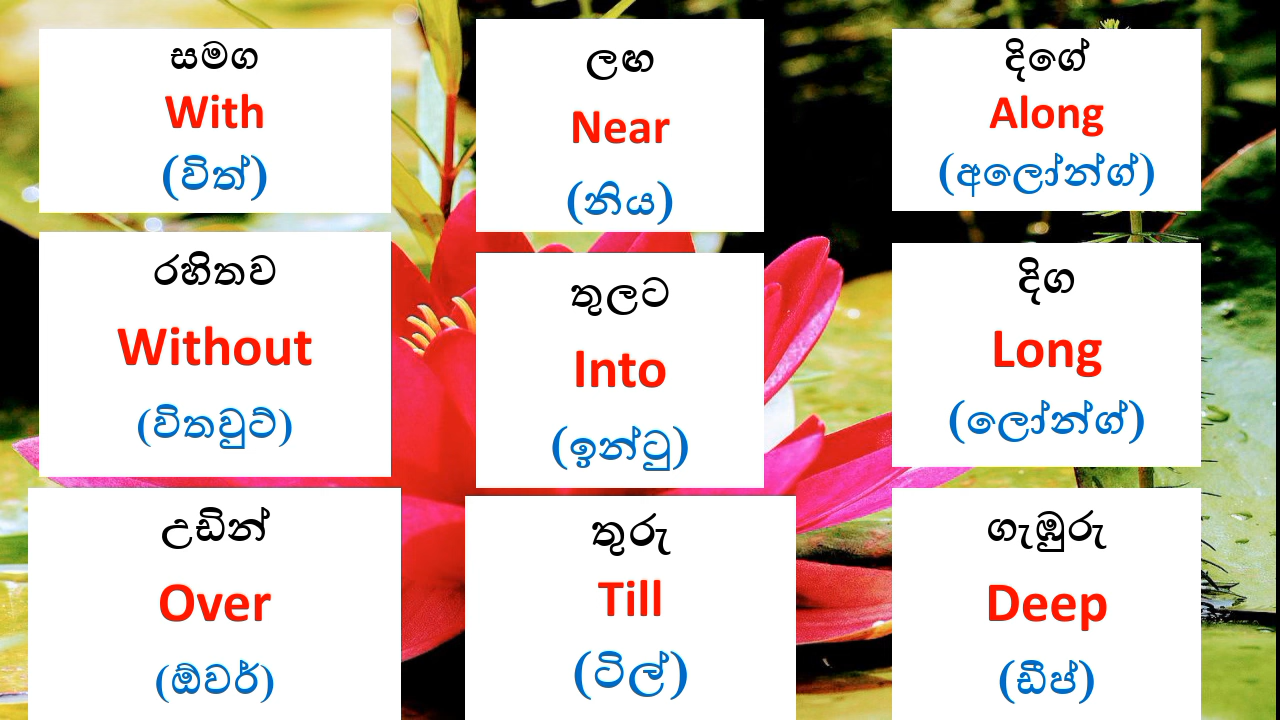 සමග
With
(විත්)
ළඟ
Near
(නිය)
දිගේ
Along
(අලෝන්ග්)
රහිතව
Without
(විතවුට්)
තුලට
Into
(ඉන්ටු)
දිග
Long
(ලෝන්ග්)
උඩින්
Over
(ඕවර්)
තුරු
Till
(ටිල්)
ගැඹුරු
Deep
(ඩීප්)